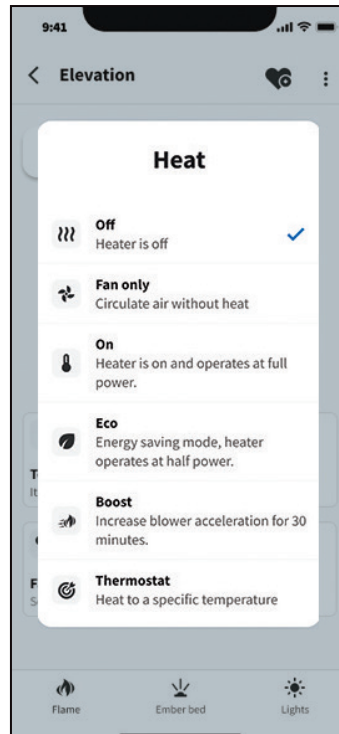 9:41
Elevation
Heat
Off
Heater is off
Fan only
Circulate air without heat
On
Heater is on and operates at full
power.
Eco
Energy saving mode, heater
operates at half power.
Boost
Increase blower acceleration for 30
minutes.
Thermostat
Heat to a specific temperature
Flame
Ember bed
Lights